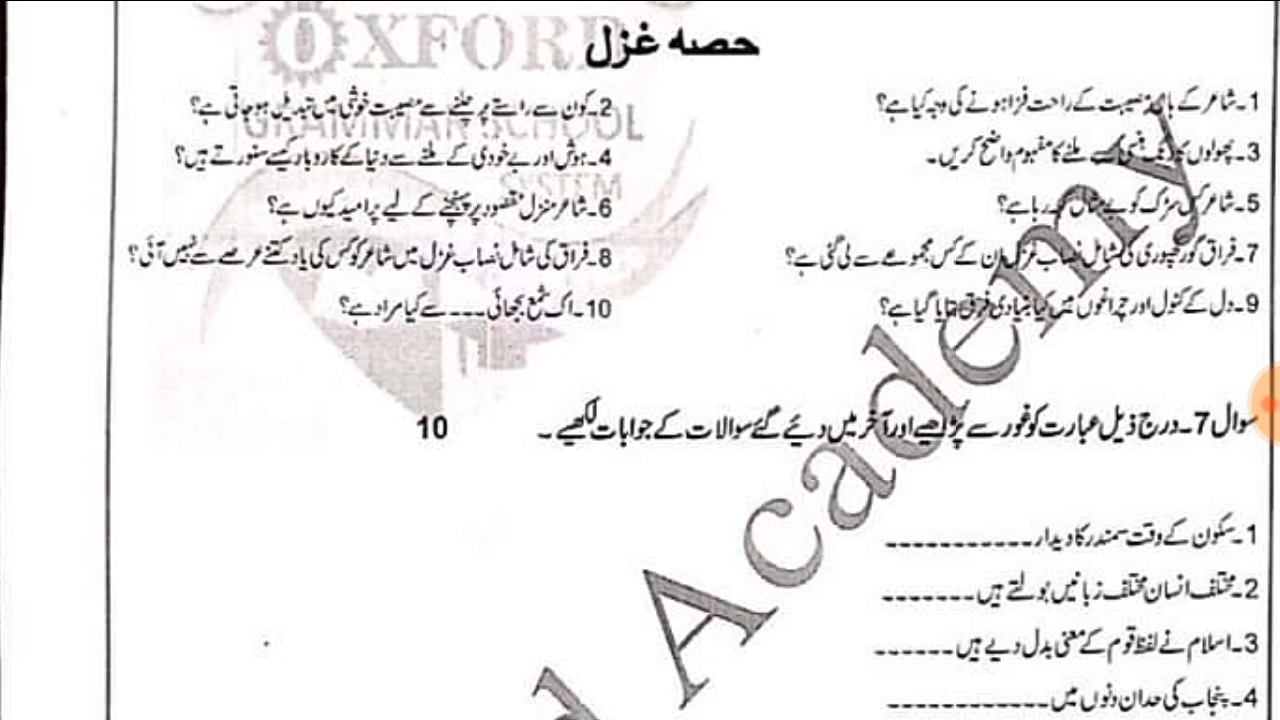 OXFORD
GRAMMAR SCHOOL
SYSTEM
حصہ غزل
1۔شاعر کے ہاں مصیبت کے راحت فزا ہونے کی وجہ کیا ہے؟ 2۔کون سے راستے پر چلنے سے مصیبت خوشی میں تبدیل ہو جاتی ہے؟
3۔پھولوں کا رنگ ہنسی سے ملنے کا مفہوم واضح کریں۔ 4۔ہوش اور بے خودی کے ملنے سے دنیا کے کاروبار کیسے سنورتے ہیں؟
5۔شاعر کس سڑک کو رہا ہے؟ 6۔شاعر منزل مقصود پر پہنچنے کے لیے پرامید کیوں ہے؟
7۔فراق گورکھپوری کی شامل نصاب غزل ان کے کس مجموعے سے لی گئی ہے؟ 8۔فراق کی شامل نصاب غزل میں شاعر کو کس کی یاد کتنے عرصے سے نہیں آئی؟
9۔دل کے کنول اور چراغوں میں کیا بنیادی فرق بتایا گیا ہے؟ 10۔اک شمع بجھائی ۔۔۔۔ سے کیا مراد ہے؟
سوال 7۔درج ذیل عبارت کو غور سے پڑھیے اور آخر میں دیئے گئے سوالات کے جوابات لکھیے ۔ 10
1۔سکون کے وقت سمندر کا دیدار ------------
2۔مختلف انسان مختلف زبانیں بولتے ہیں -------
3۔اسلام نے لفظ قوم کے معنی بدل دیے ہیں ------
4۔پنجاب کی حد ان دنوں میں ------------
Academy